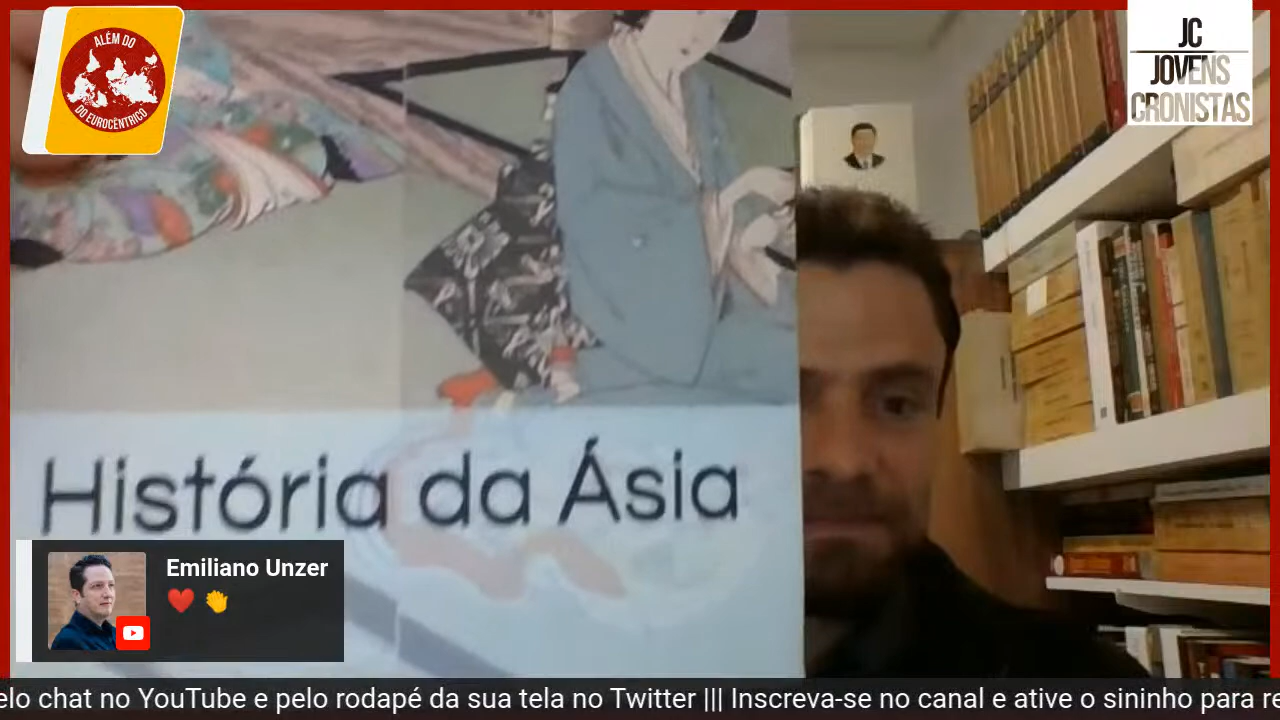 ALÉM DO
DO EUROCÊNTRICO
JC
JOVENS
CRONISTAS
História da Ásia
Emiliano Unzer
❤️ 👏
elo chat no YouTube e pelo rodapé da sua tela no Twitter ||| Inscreva-se no canal e ative o sininho para re